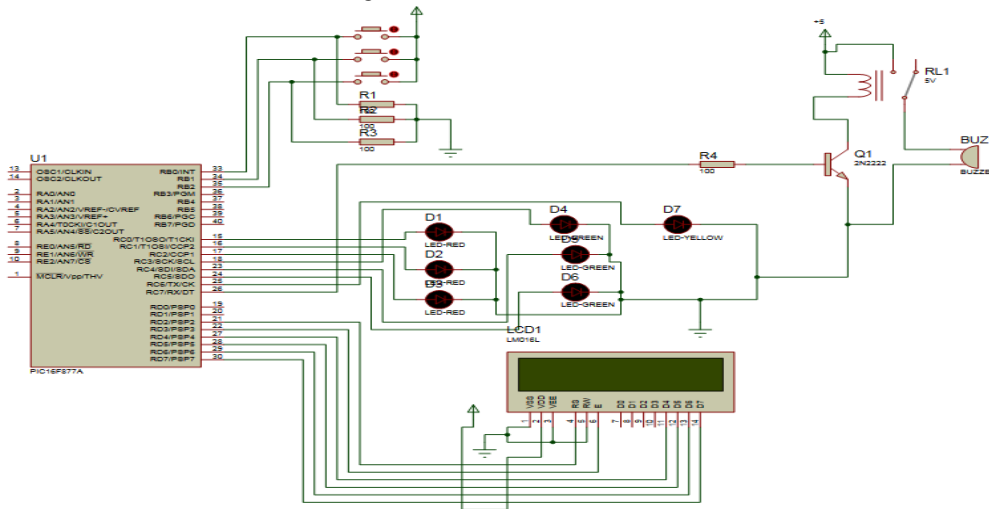 +5
RL1
5V
BUZ
BUZZE
R1
R2
100
R3
100
R4
100
Q1
2N2222
U1
13 OSC1/CLKIN
14 OSC2/CLKOUT
2 RA0/AN0
3 RA1/AN1
4 RA2/AN2/VREF-/CVREF
5 RA3/AN3/VREF+
6 RA4/T0CKI/C1OUT
7 RA5/AN4/SS/C2OUT
8 RE0/AN5/RD
9 RE1/AN6/WR
10 RE2/AN7/CS
1 MCLR/Vpp/THV
RB0/INT 33
RB1 34
RB2 35
RB3/PGM 36
RB4 37
RB5 38
RB6/PGC 39
RB7/PGD 40
RC0/T1OSO/T1CKI 15
RC1/T1OSI/CCP2 16
RC2/CCP1 17
RC3/SCK/SCL 18
RC4/SDI/SDA 23
RC5/SDO 24
RC6/TX/CK 25
RC7/RX/DT 26
RD0/PSP0 19
RD1/PSP1 20
RD2/PSP2 21
RD3/PSP3 22
RD4/PSP4 27
RD5/PSP5 28
RD6/PSP6 29
RD7/PSP7 30
PIC16F877A
D1
LED-RED
D2
LED-RED
D3
LED-RED
D4
LED-GREEN
D5
LED-GREEN
D6
LED-GREEN
D7
LED-YELLOW
LCD1
LM016L
VSS VDD VEE RS RW E D0 D1 D2 D3 D4 D5 D6 D7
1 2 3 4 5 6 7 8 9 10 11 12 13 14